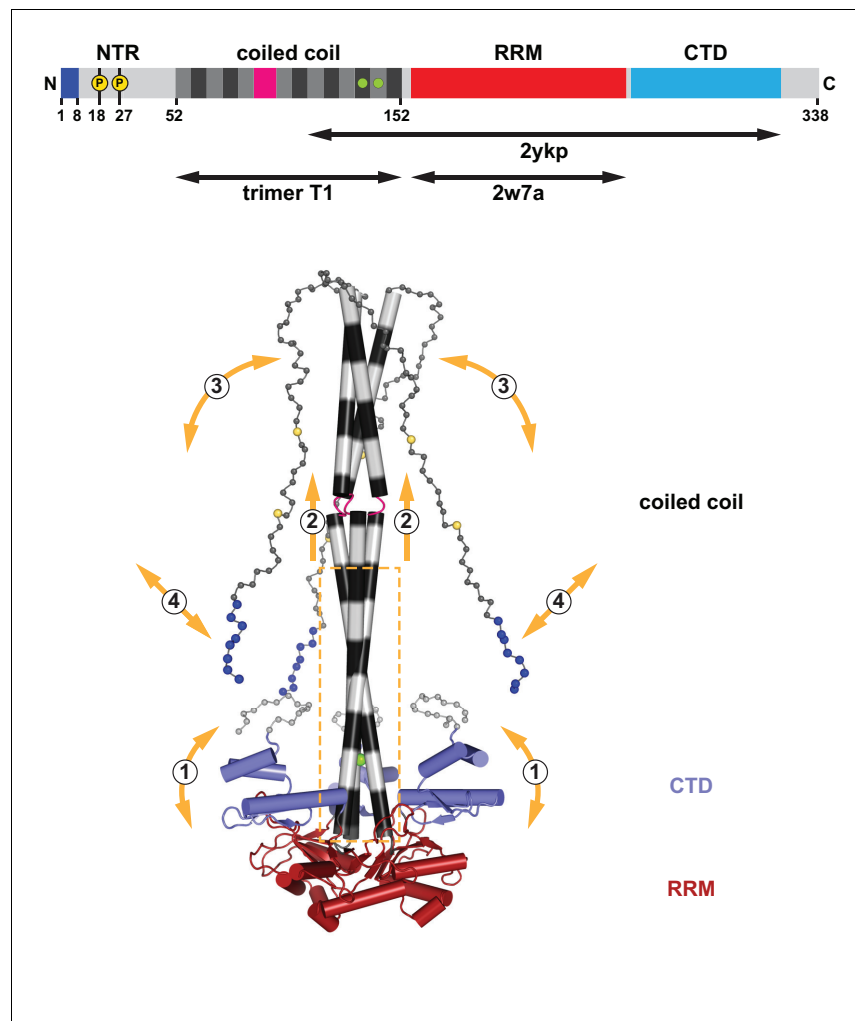 NTR coiled coil RRM CTD
N P P C
1 8 18 27 52 152 338
2ykp
trimer T1 2w7a
3 3
2 2
coiled coil
4 4
1 1
CTD
RRM